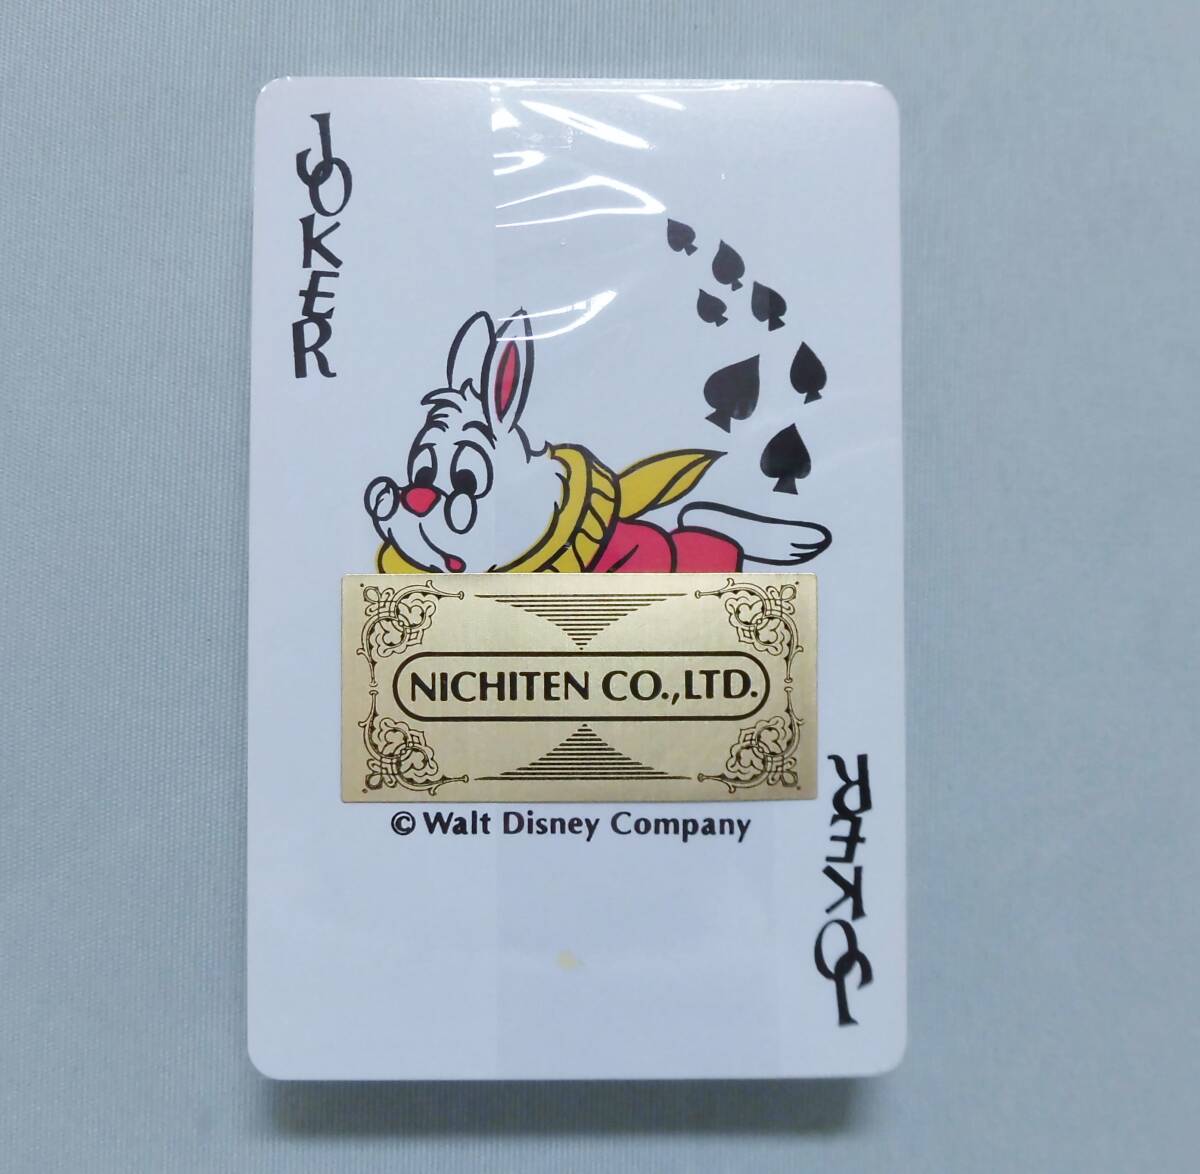 JOKER
NICHITEN CO.,LTD.
© Walt Disney Company
JOKER